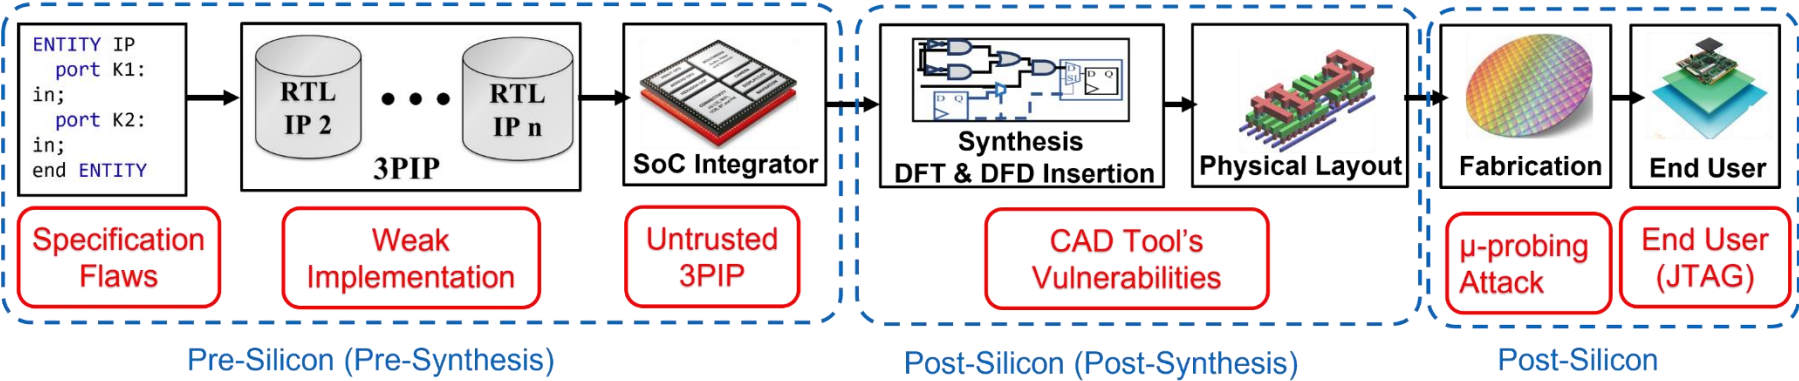 ENTITY IP
port K1:
in;
port K2:
in;
end ENTITY
RTL
IP 2
RTL
IP n
3PIP
SoC Integrator
D Q
D
SI
D Q
Synthesis
DFT & DFD Insertion
Physical Layout
Fabrication
End User
Specification
Flaws
Weak
Implementation
Untrusted
3PIP
CAD Tool's
Vulnerabilities
µ-probing
Attack
End User
(JTAG)
Pre-Silicon (Pre-Synthesis)
Post-Silicon (Post-Synthesis)
Post-Silicon